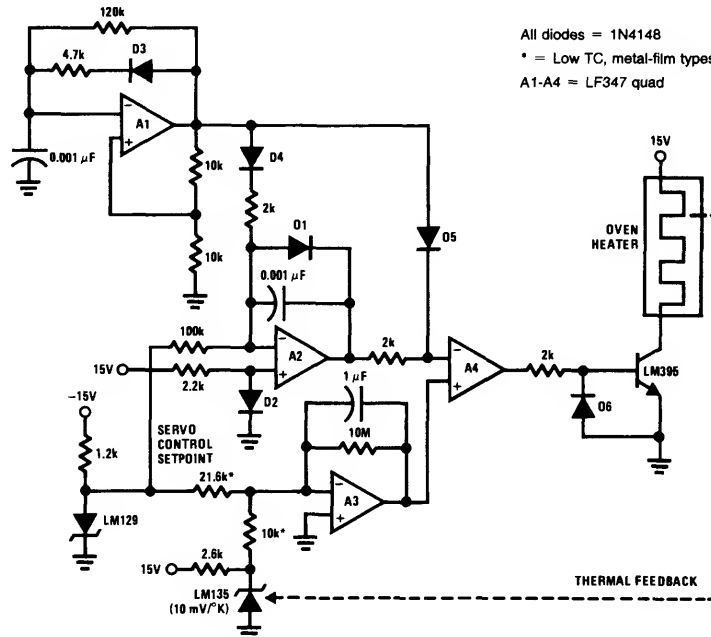 120k
All diodes = 1N4148
* = Low TC, metal-film types
A1-A4 = LF347 quad
4.7k
D3
A1
−
+
0.001 µF
10k
10k
D4
2k
D1
0.001 µF
D5
15V
OVEN
HEATER
100k
A2
−
+
2k
A4
−
+
2k
LM395
D6
15V
2.2k
D2
1 µF
10M
-15V
1.2k
SERVO
CONTROL
SETPOINT
21.6k*
A3
−
+
LM129
10k*
15V
2.6k
LM135
(10 mV/°K)
THERMAL FEEDBACK